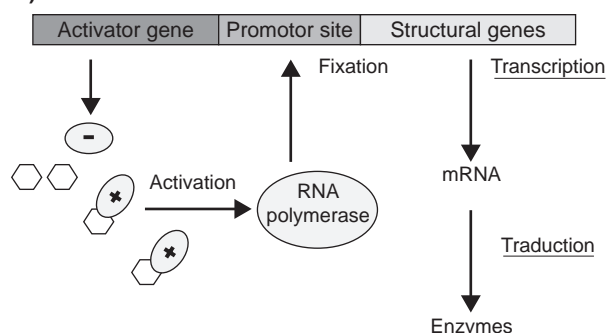 )
Activator gene Promotor site Structural genes
Fixation
Transcription
-
+
Activation
RNA
polymerase
mRNA
+
Traduction
Enzymes